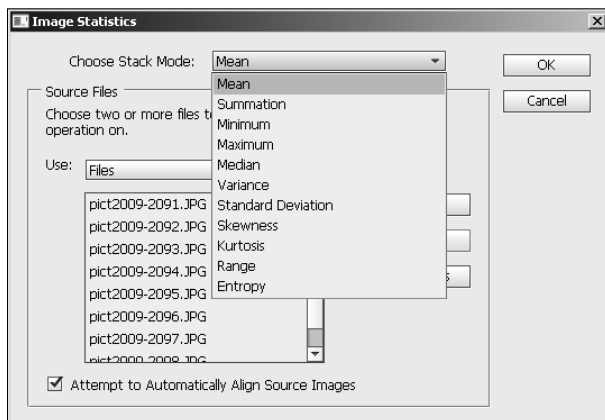 Image Statistics
Choose Stack Mode: Mean
OK
Cancel
Mean
Summation
Minimum
Maximum
Median
Variance
Standard Deviation
Skewness
Kurtosis
Range
Entropy
Source Files
Choose two or more files t
operation on.
Use: Files
pict2009-2091.JPG
pict2009-2092.JPG
pict2009-2093.JPG
pict2009-2094.JPG
pict2009-2095.JPG
pict2009-2096.JPG
pict2009-2097.JPG
pict2009-2098.JPG
Attempt to Automatically Align Source Images